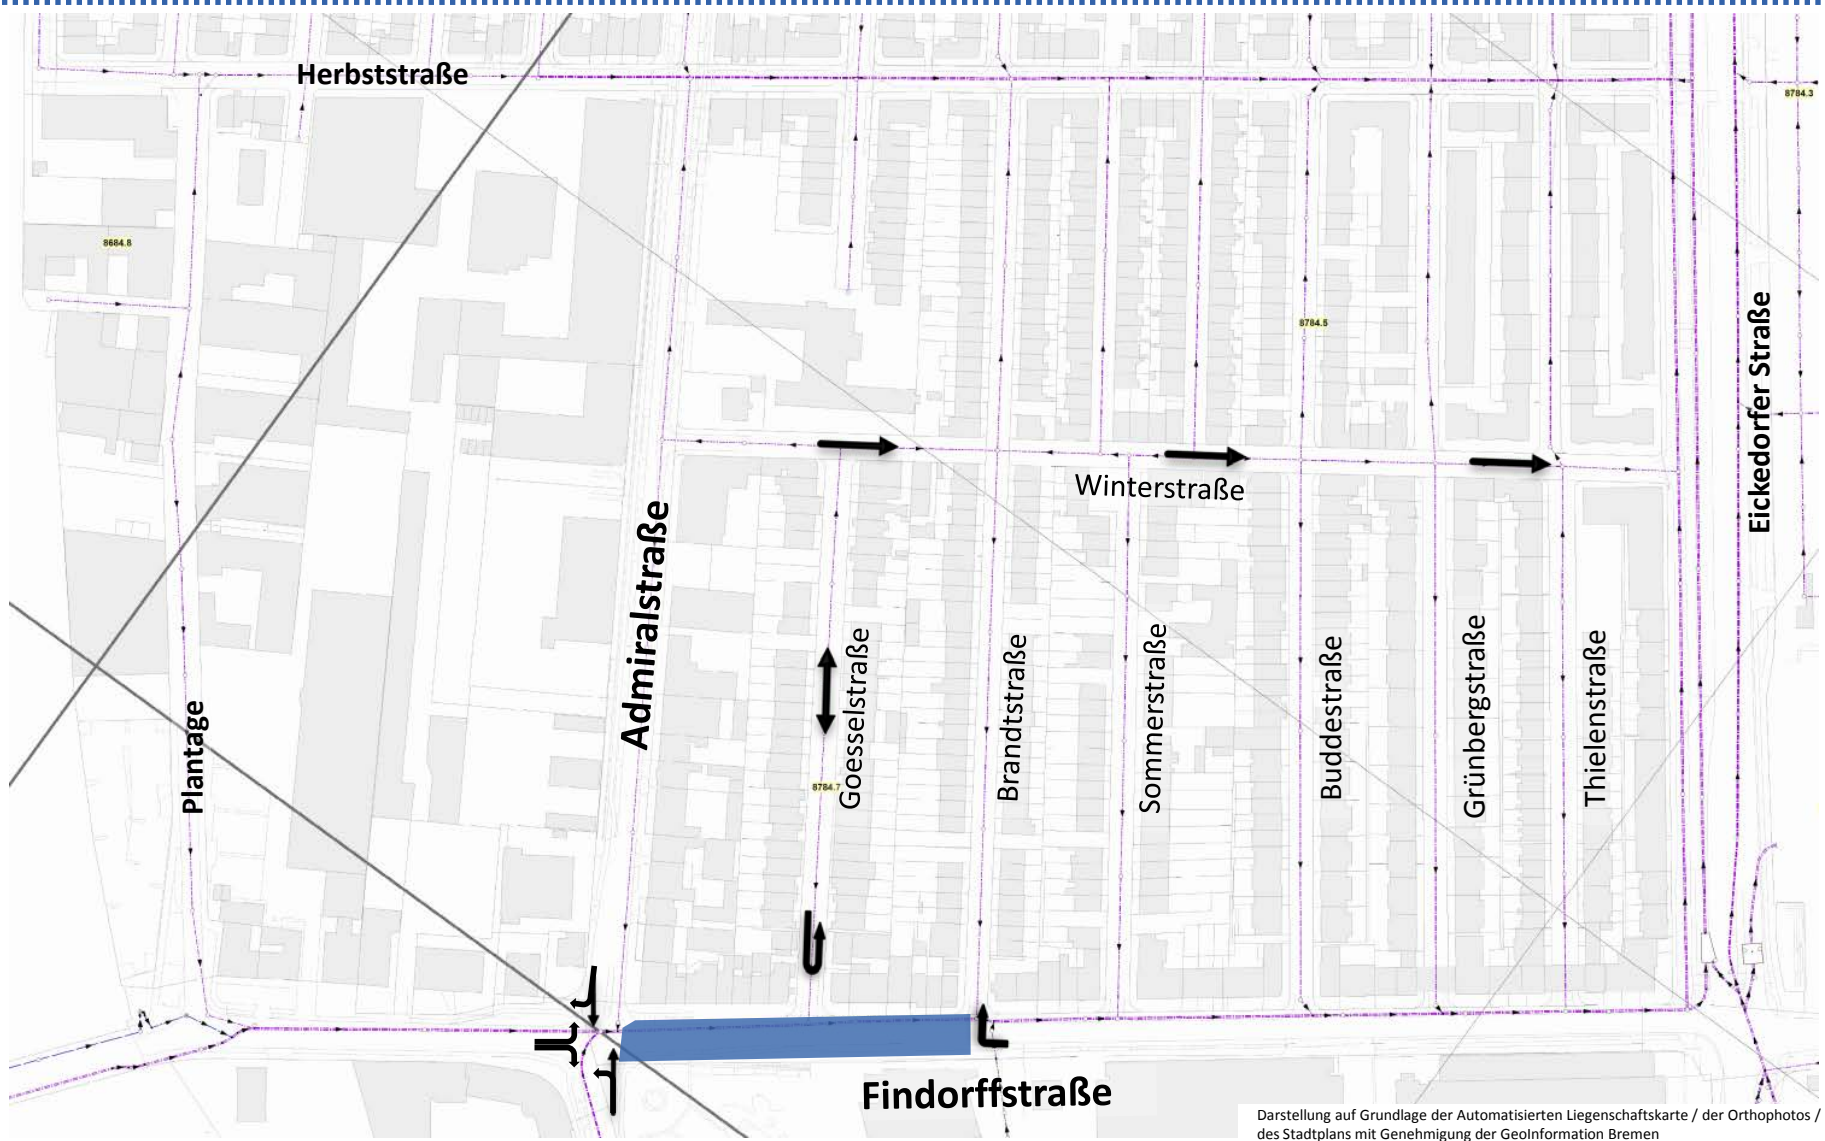 Herbststraße
8784.3
8684.8
8784.5
Eickedorfer Straße
Winterstraße
Admiralstraße
Plantage
Goesselstraße
Brandtstraße
Sommerstraße
Buddestraße
Grünbergstraße
Thielenstraße
8784.7
Findorffstraße
Darstellung auf Grundlage der Automatisierten Liegenschaftskarte / der Orthophotos /
des Stadtplans mit Genehmigung der GeoInformation Bremen